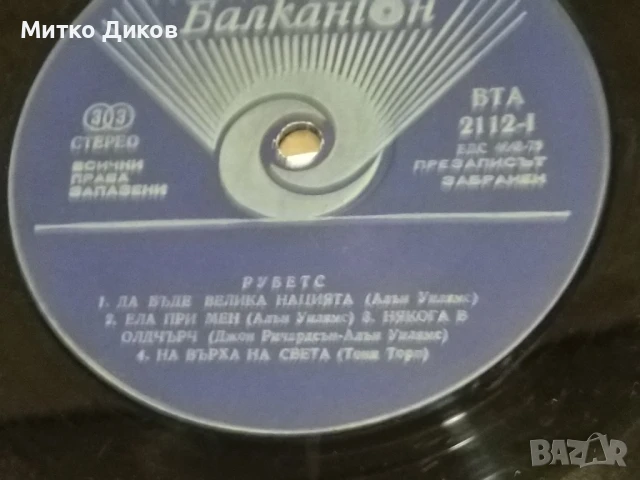 Митко Диков
Балкантон
33
СТЕРЕО
ВСИЧКИ
ПРАВА
ЗАПАЗЕНИ
ВТА
2112-I
ПРЕЗАПИСЪТ
ЗАБРАНЕН
РУБЕТС
1. ДА БЪДЕ ВЕЛИКА НАЦИЯТА (Алън Уилямс)
2. ЕЛА ПРИ МЕН (Алън Уилямс) 3. НЯКОГА В
ОЛДЧЪРЧ (Джон Ричардсън-Алън Уилямс)
4. НА ВЪРХА НА СВЕТА (Тони Торп)
BAZAR